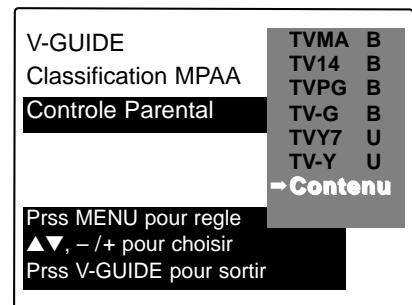 V-GUIDE
Classification MPAA
Controle Parental
TVMA B
TV14 B
TVPG B
TV-G B
TVY7 U
TV-Y U
➡Contenu
Prss MENU pour regle
▲▼, – /+ pour choisir
Prss V-GUIDE pour sortir